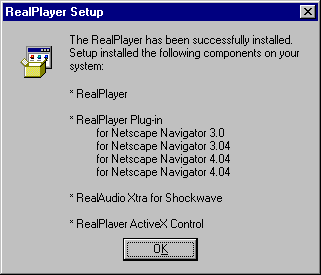 RealPlayer Setup
The RealPlayer has been successfully installed.
Setup installed the following components on your
system:
* RealPlayer
* RealPlayer Plug-in
for Netscape Navigator 3.0
for Netscape Navigator 3.04
for Netscape Navigator 4.04
for Netscape Navigator 4.04
* RealAudio Xtra for Shockwave
* RealPlayer ActiveX Control
OK